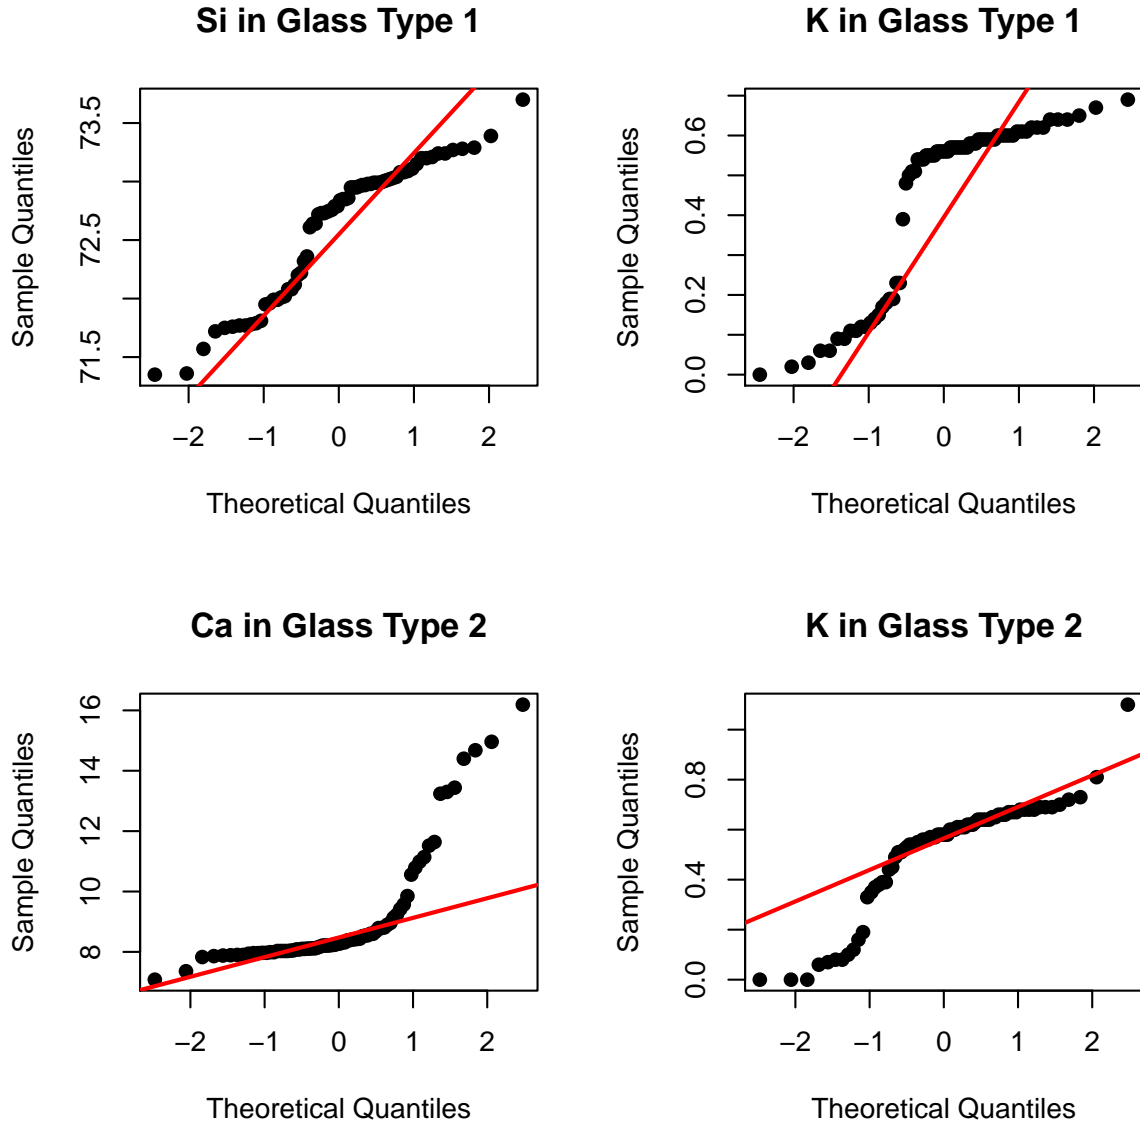 Si in Glass Type 1
Sample Quantiles
71.5 72.5 73.5
−2 −1 0 1 2
Theoretical Quantiles
K in Glass Type 1
Sample Quantiles
0.0 0.2 0.4 0.6
−2 −1 0 1 2
Theoretical Quantiles
Ca in Glass Type 2
Sample Quantiles
8 10 12 14 16
−2 −1 0 1 2
Theoretical Quantiles
K in Glass Type 2
Sample Quantiles
0.0 0.4 0.8
−2 −1 0 1 2
Theoretical Quantiles